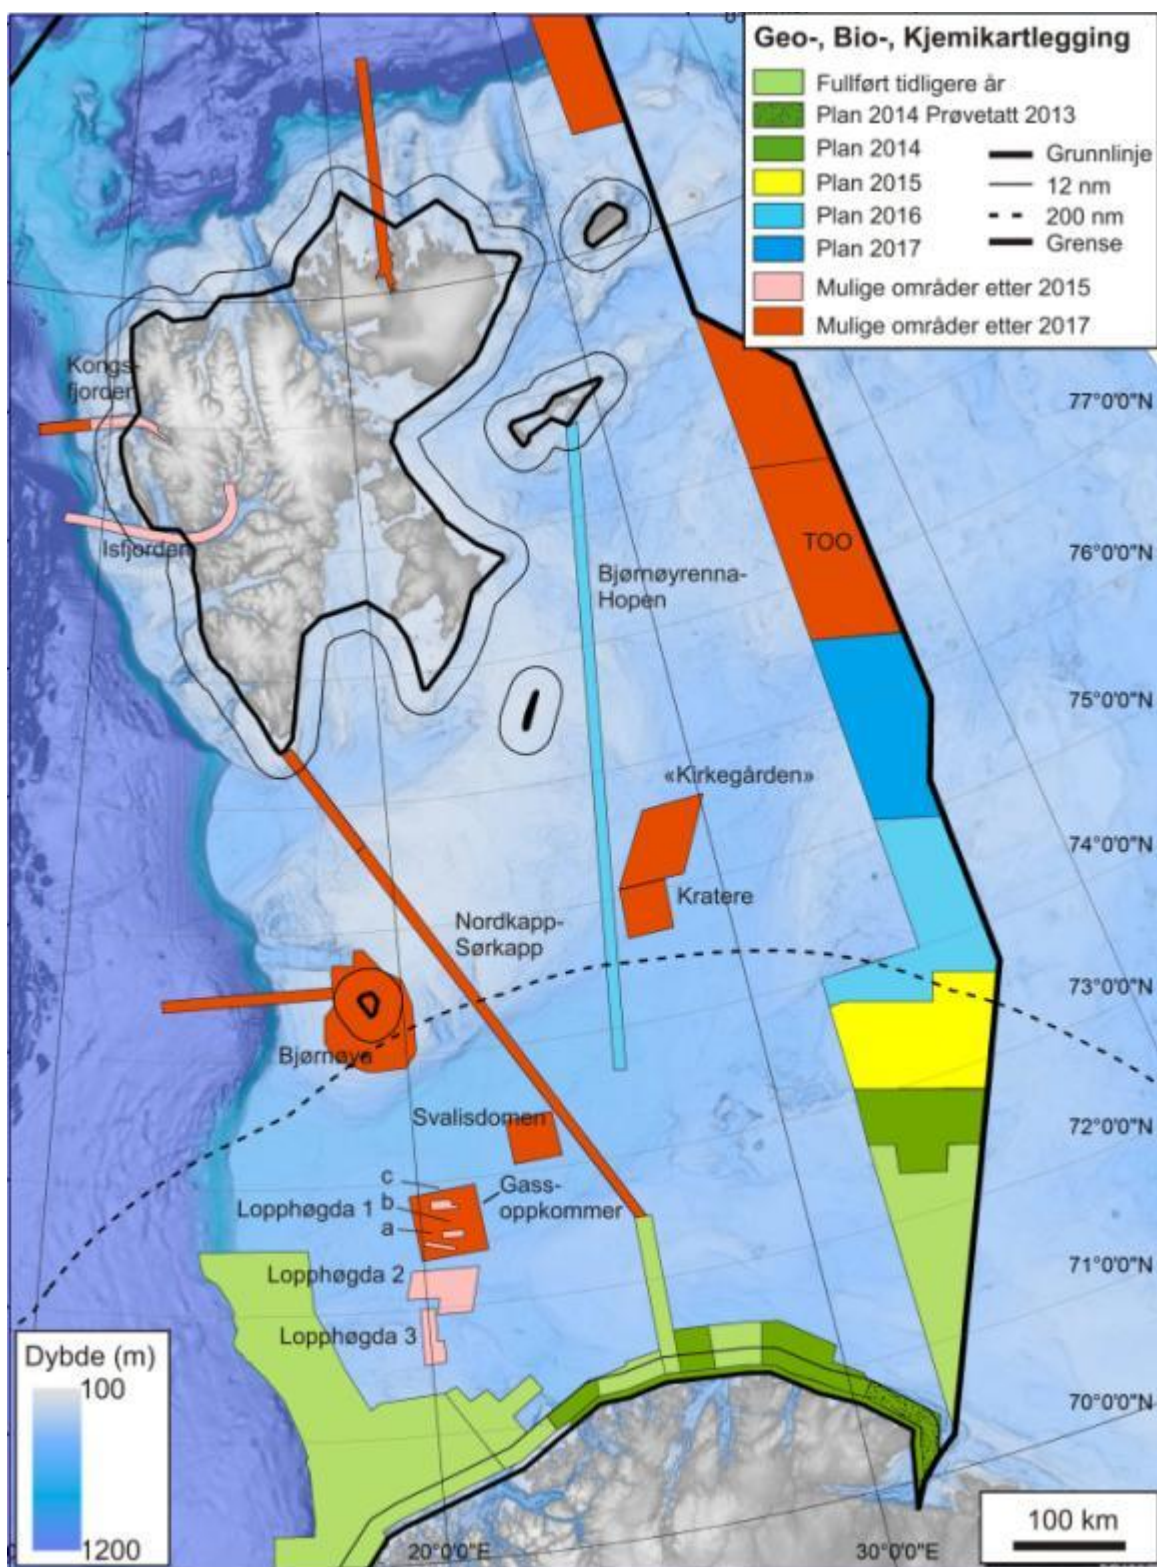 Geo-, Bio-, Kjemikartlegging
Fullført tidligere år
Plan 2014 Prøvetatt 2013
Plan 2014
Plan 2015
Plan 2016
Plan 2017
Mulige områder etter 2015
Mulige områder etter 2017
Grunnlinje
12 nm
200 nm
Grense
Kongs-
fjorden
Isfjorden
77°0'0"N
TOO
76°0'0"N
Bjørnøyrenna-
Hopen
75°0'0"N
«Kirkegården»
74°0'0"N
Kratere
Nordkapp-
Sørkapp
73°0'0"N
Bjørnøya
Svalisdomen
72°0'0"N
c
b
a
Lopphøgda 1
Gass-
oppkommer
Lopphøgda 2
71°0'0"N
Lopphøgda 3
Dybde (m)
100
1200
70°0'0"N
20°0'0"E
30°0'0"E
100 km